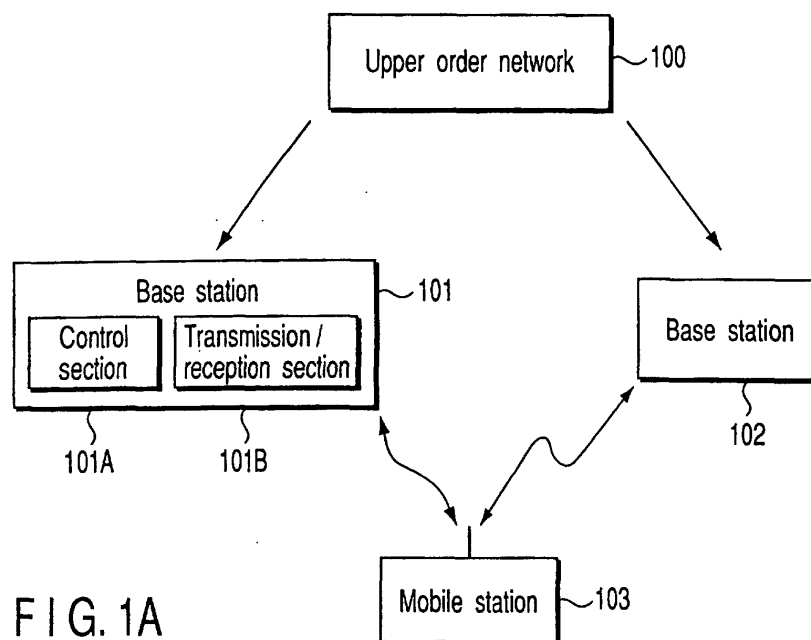 Upper order network
100
Base station
101
Control
section
Transmission /
reception section
101A
101B
Base station
102
Mobile station
103
FIG. 1A